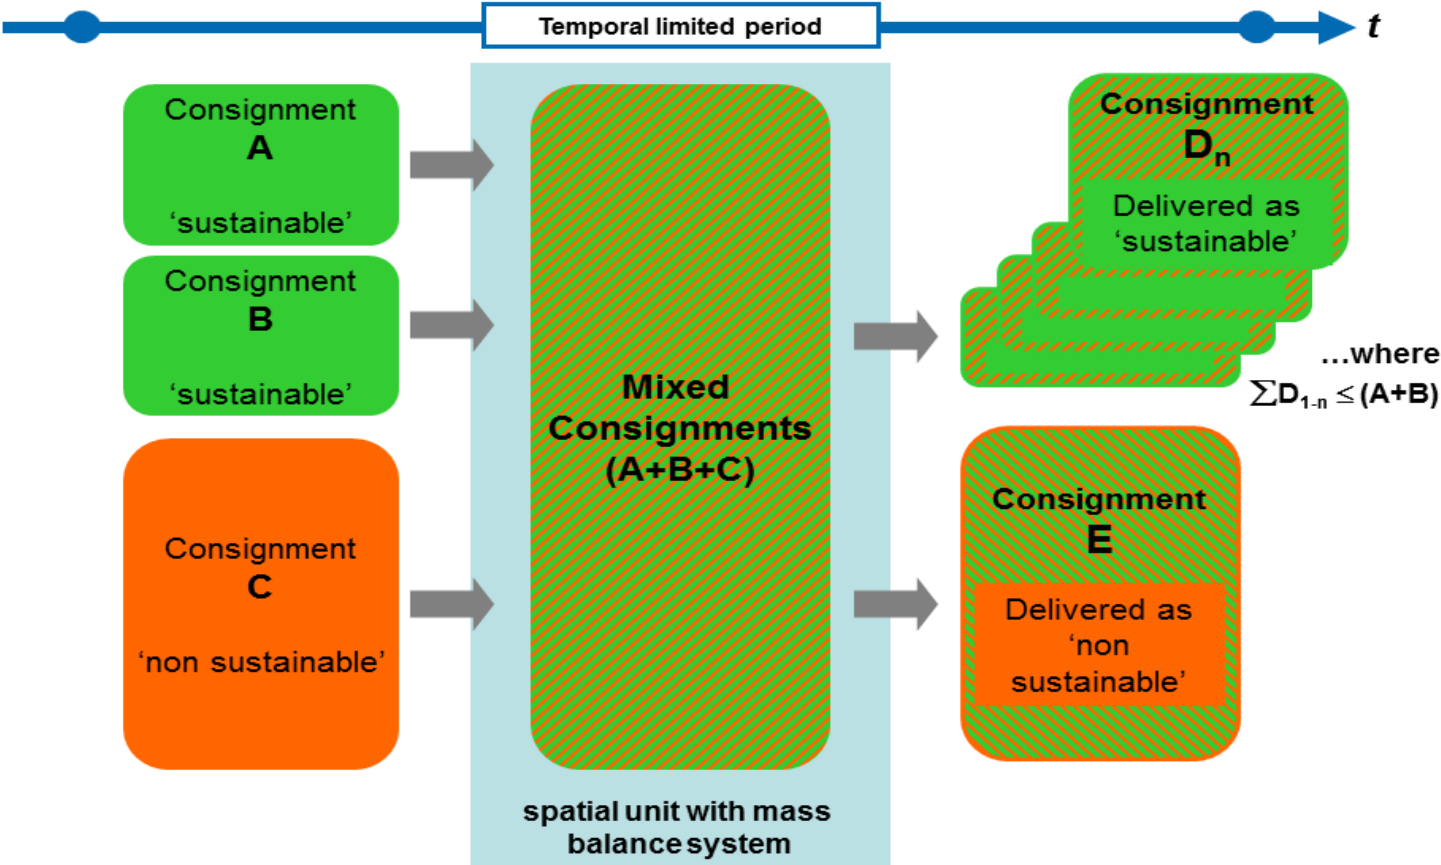 Temporal limited period
t
Consignment
A
‘sustainable’
Consignment
B
‘sustainable’
Consignment
C
‘non sustainable’
Mixed
Consignments
(A+B+C)
spatial unit with mass
balance system
Consignment
Dn
Delivered as
‘sustainable’
...where
∑D1-n ≤ (A+B)
Consignment
E
Delivered as
‘non
sustainable’